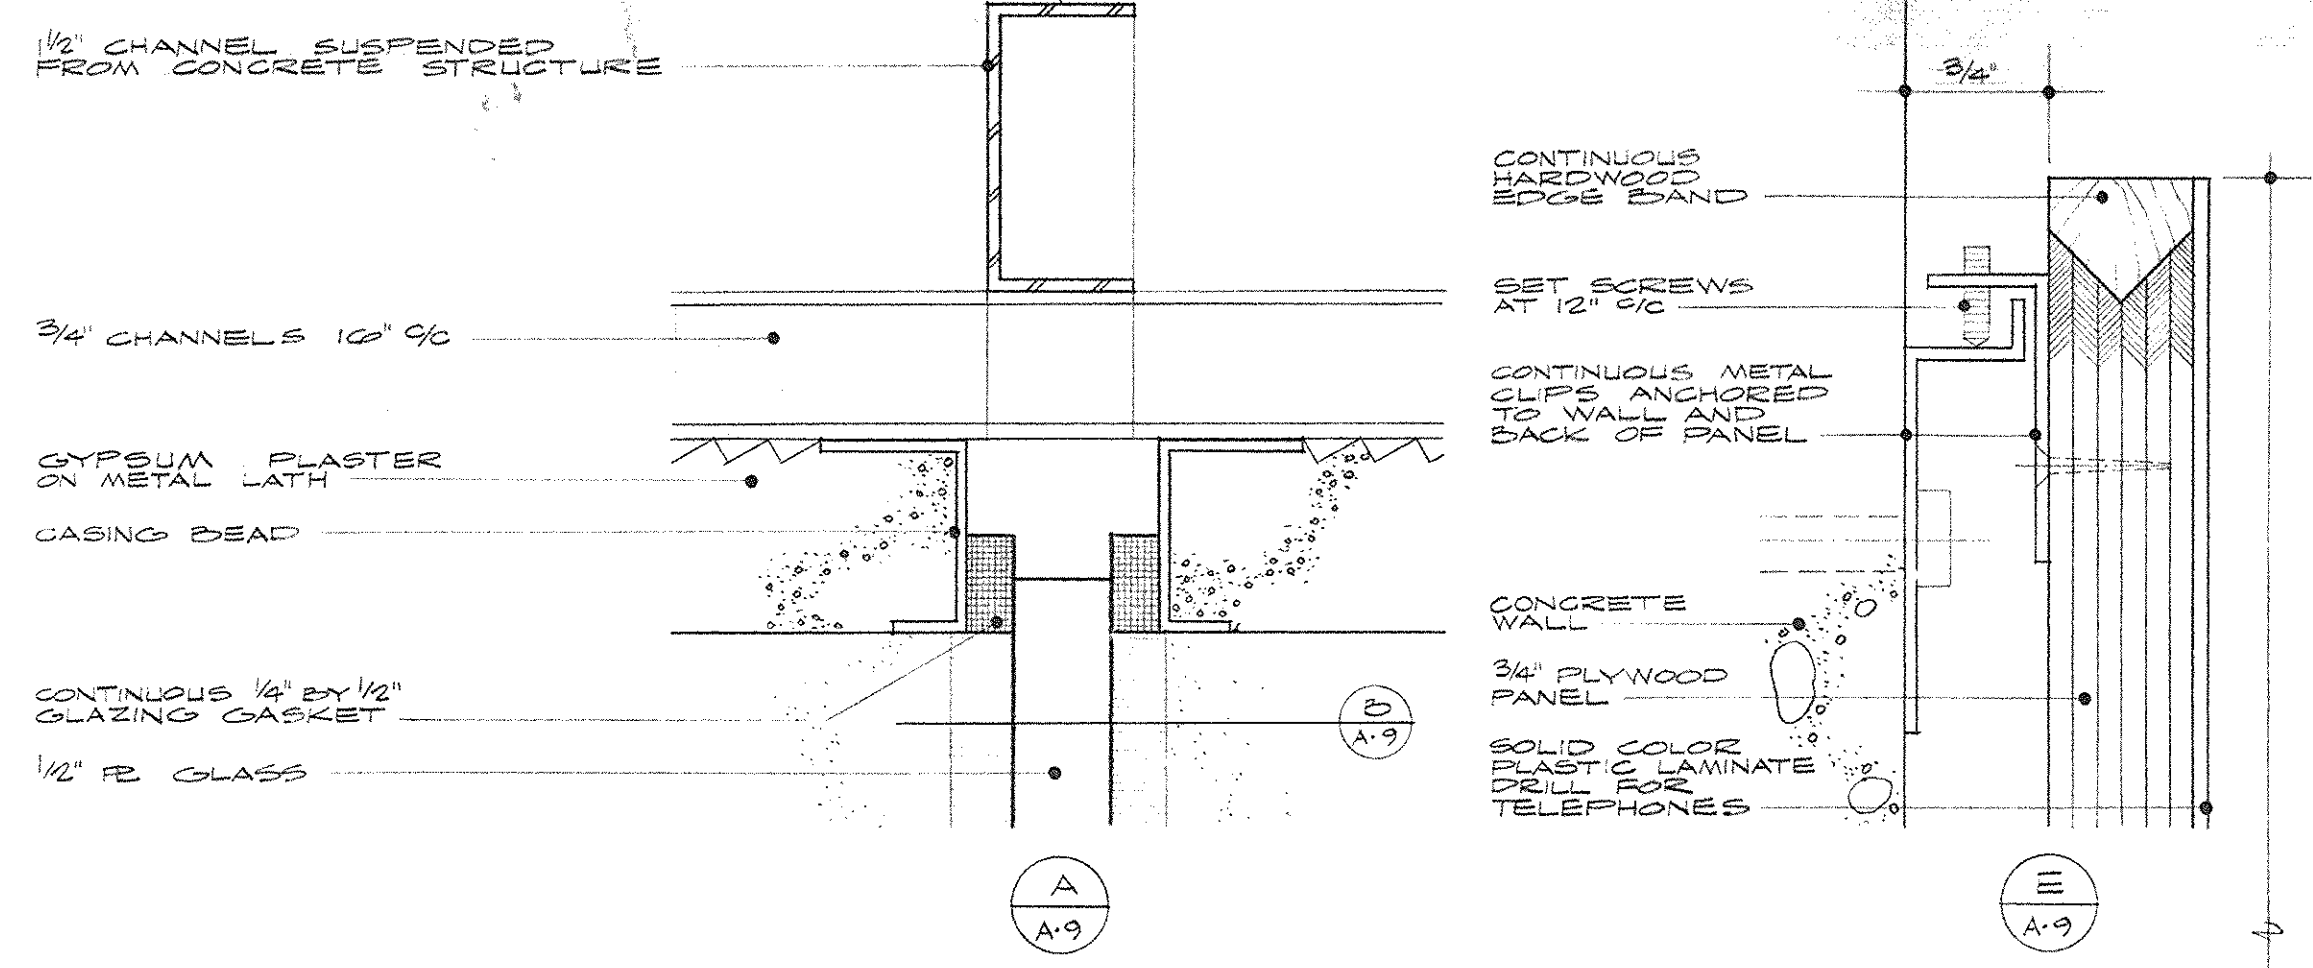 1 1/2" CHANNEL SUSPENDED
FROM CONCRETE STRUCTURE
3/4" CHANNELS 16" C/C
GYPSUM PLASTER
ON METAL LATH
CASING BEAD
CONTINUOUS 1/4" BY 1/2"
GLAZING GASKET
1/2" PL GLASS
B
A·9
A
A·9
3/4"
CONTINUOUS
HARDWOOD
EDGE BAND
SET SCREWS
AT 12" C/C
CONTINUOUS METAL
CLIPS ANCHORED
TO WALL AND
BACK OF PANEL
CONCRETE
WALL
3/4" PLYWOOD
PANEL
SOLID COLOR
PLASTIC LAMINATE
DRILL FOR
TELEPHONES
E
A·9